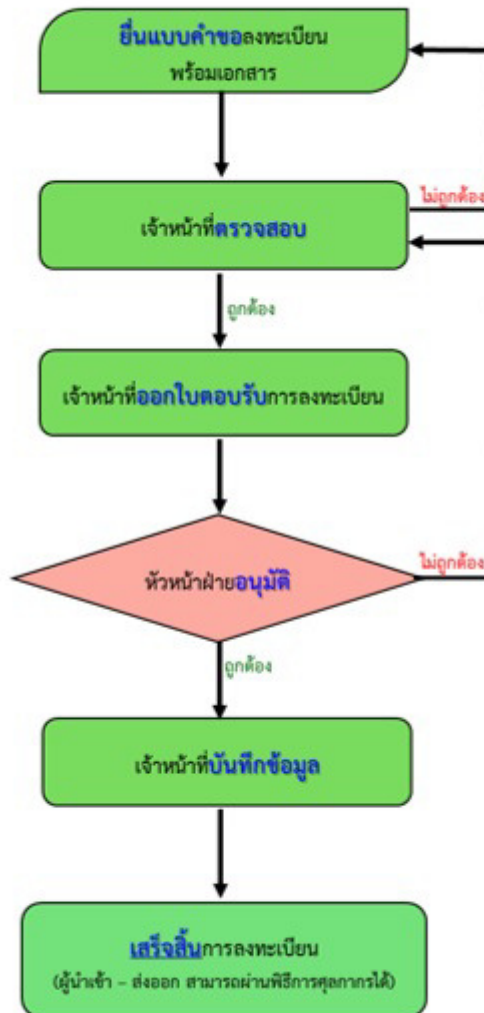 ยื่นแบบคำขอลงทะเบียน
พร้อมเอกสาร
ไม่ถูกต้อง
เจ้าหน้าที่ตรวจสอบ
ถูกต้อง
เจ้าหน้าที่ออกใบตอบรับการลงทะเบียน
ไม่ถูกต้อง
หัวหน้าฝ่ายอนุมัติ
ถูกต้อง
เจ้าหน้าที่บันทึกข้อมูล
เสร็จสิ้นการลงทะเบียน
(ผู้นำเข้า – ส่งออก สามารถผ่านพิธีการศุลกากรได้)